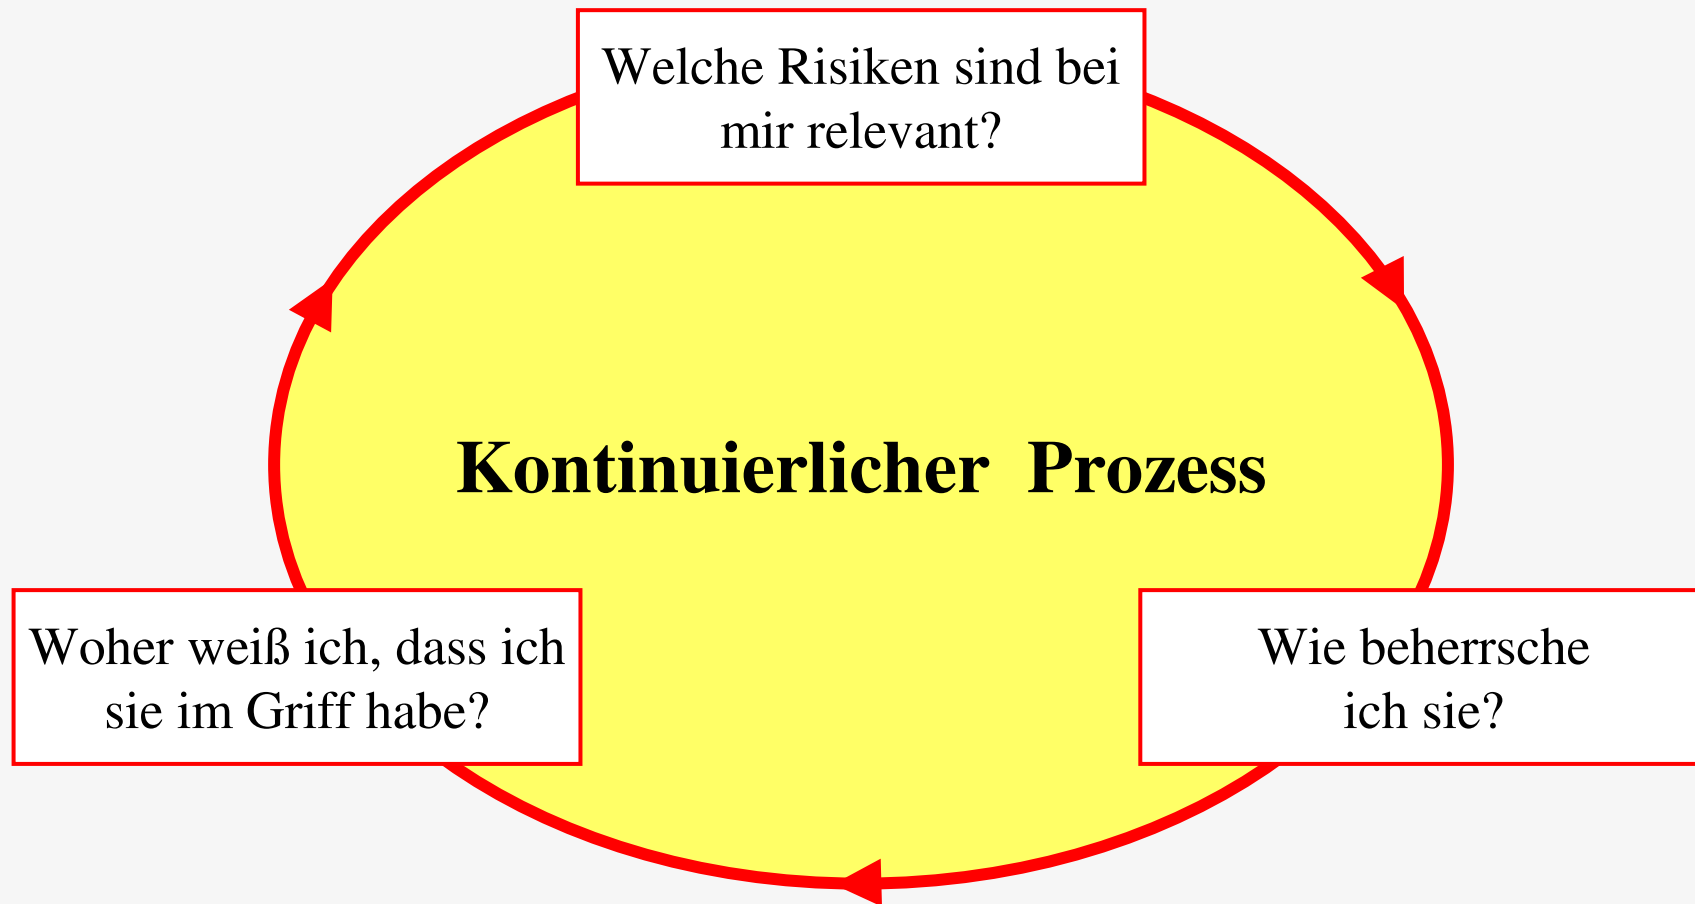 Welche Risiken sind bei
mir relevant?
Kontinuierlicher Prozess
Woher weiß ich, dass ich
sie im Griff habe?
Wie beherrsche
ich sie?